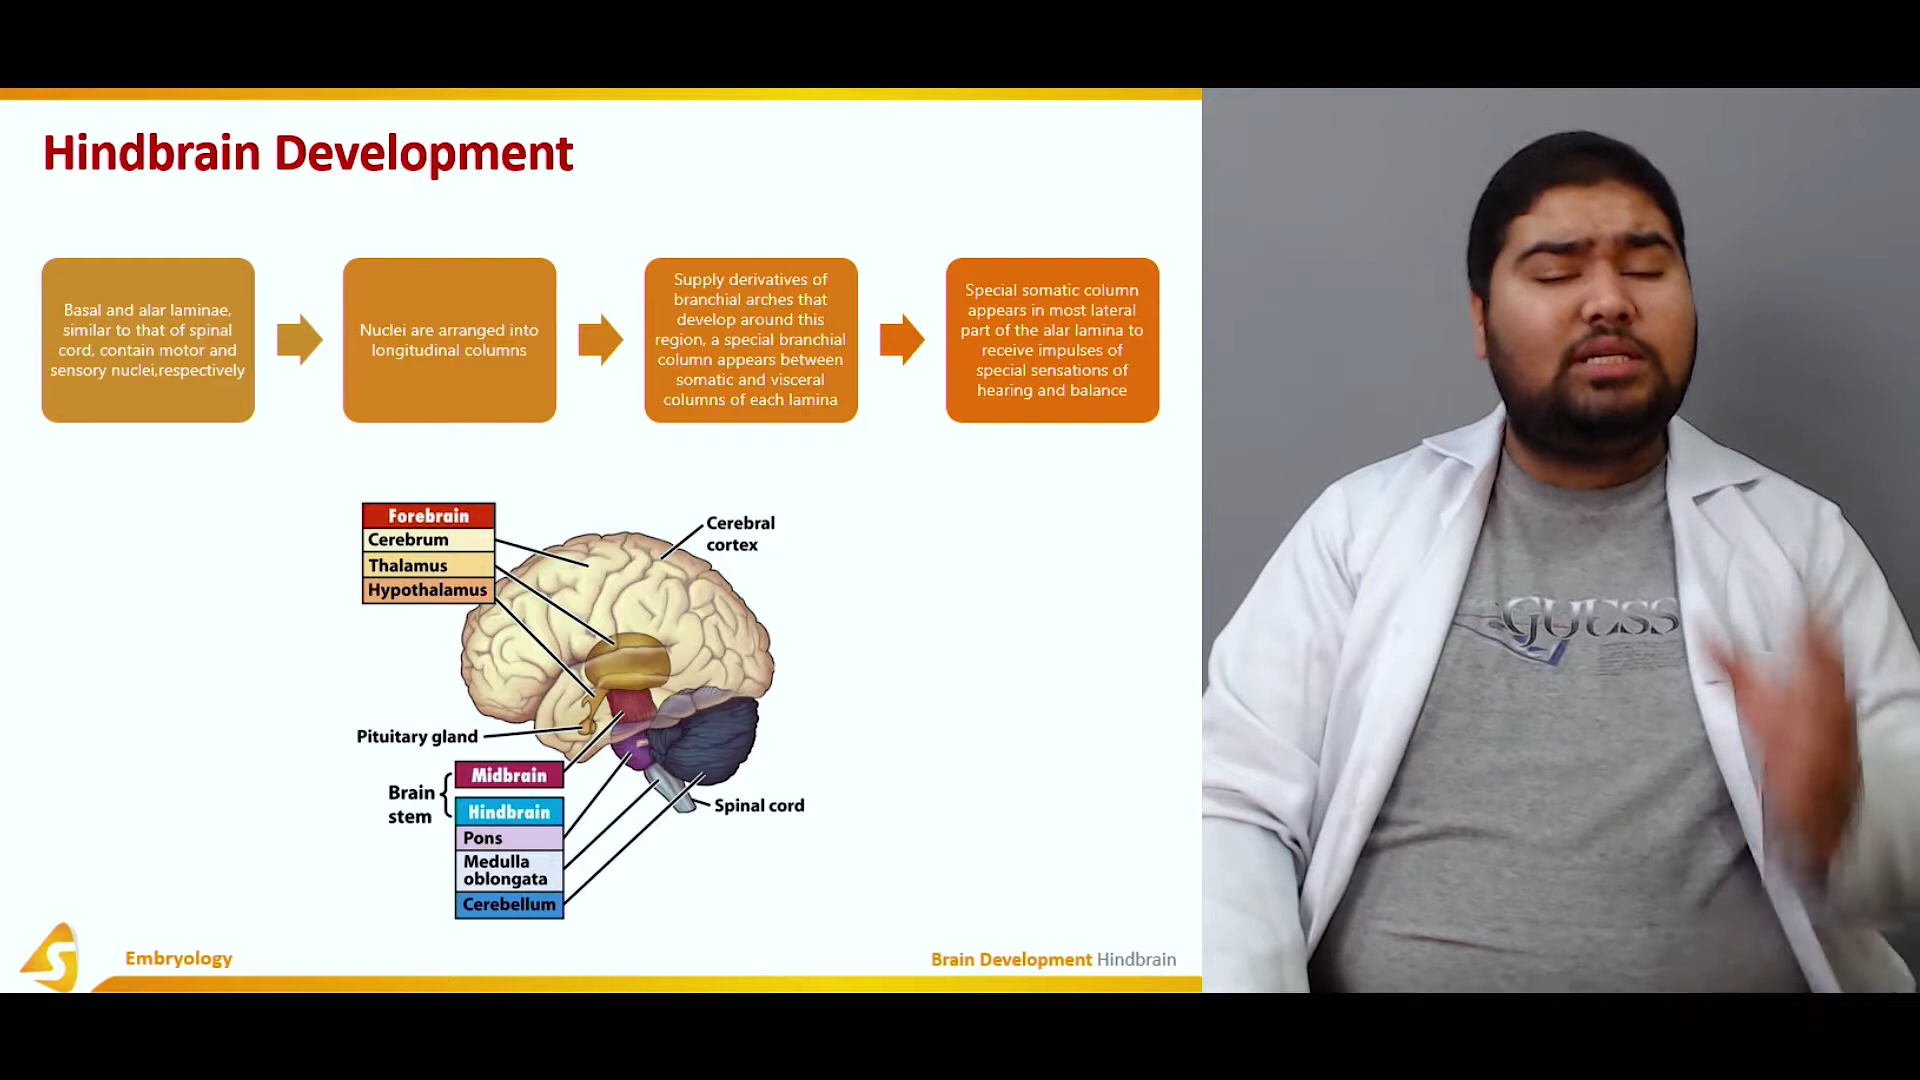 Hindbrain Development
Basal and alar laminae,
similar to that of spinal
cord, contain motor and
sensory nuclei,respectively
Nuclei are arranged into
longitudinal columns
Supply derivatives of
branchial arches that
develop around this
region, a special branchial
column appears between
somatic and visceral
columns of each lamina
Special somatic column
appears in most lateral
part of the alar lamina to
receive impulses of
special sensations of
hearing and balance
Forebrain
Cerebrum
Thalamus
Hypothalamus
Cerebral
cortex
Pituitary gland
Brain
stem
Midbrain
Hindbrain
Pons
Medulla
oblongata
Cerebellum
Spinal cord
S
Embryology
Brain Development Hindbrain
GUESS